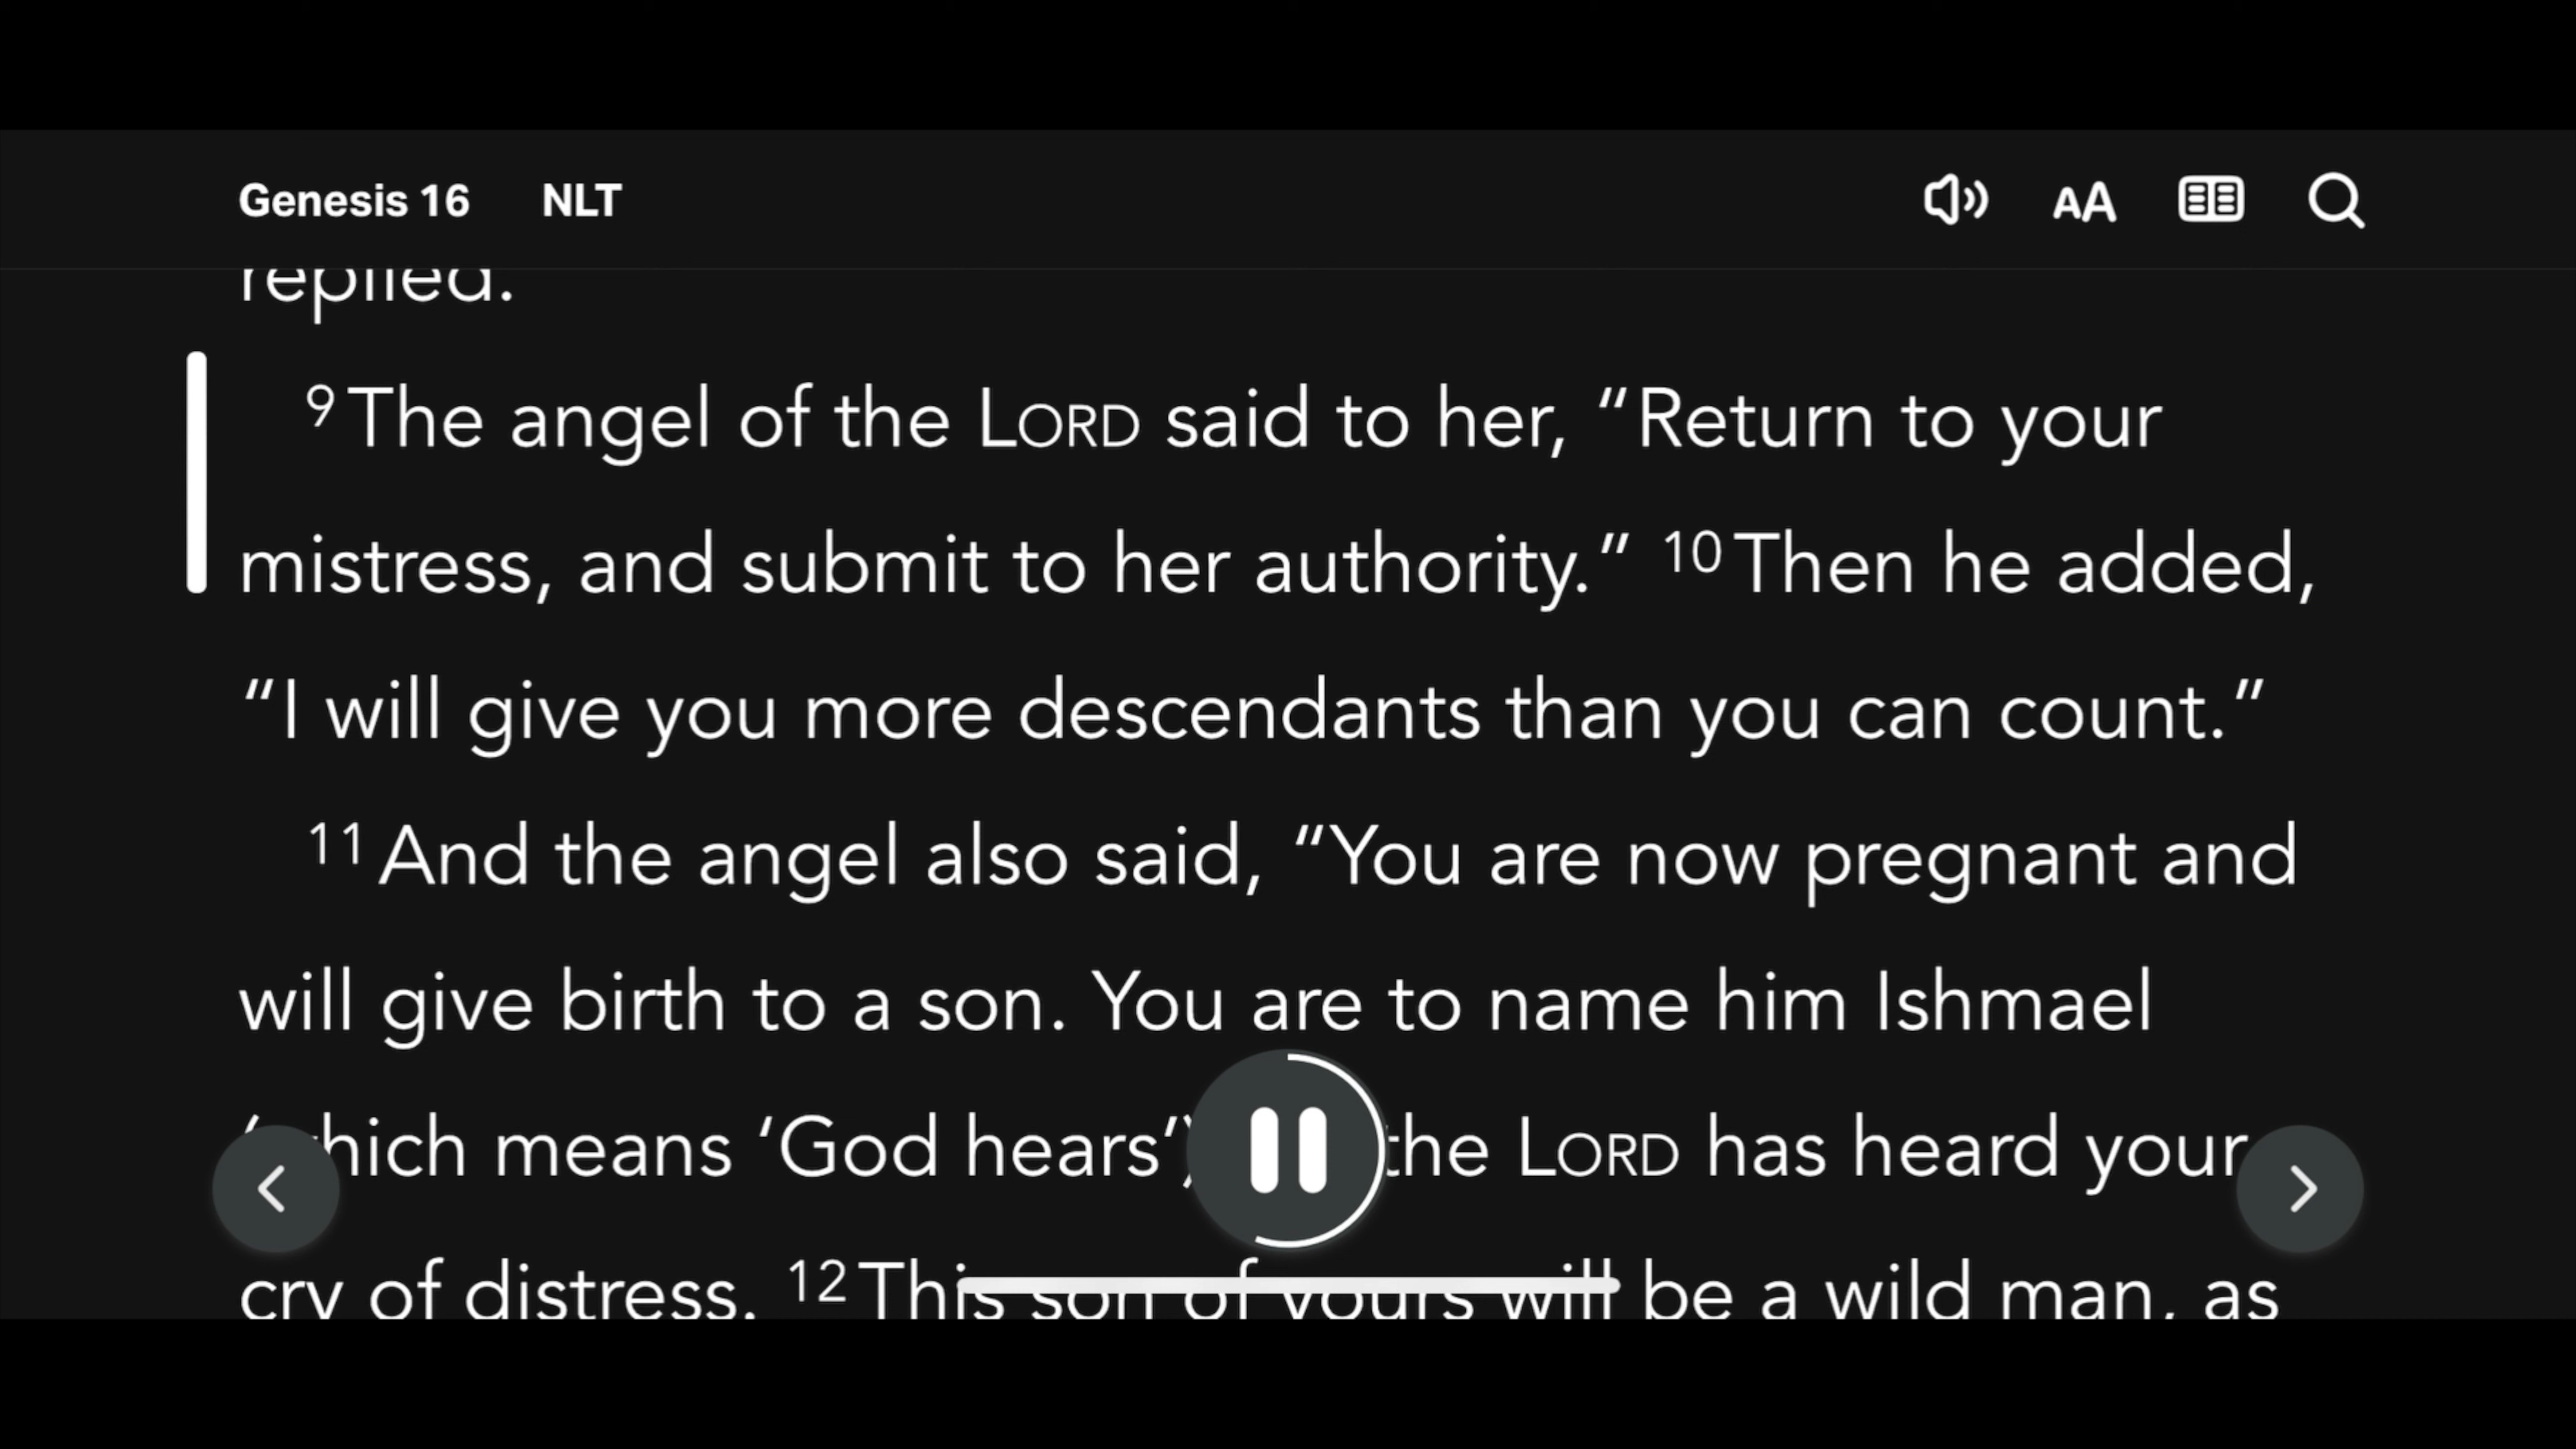 Genesis 16 NLT AA
replied.
9 The angel of the LORD said to her, “Return to your
mistress, and submit to her authority.” 10 Then he added,
“I will give you more descendants than you can count.”
11 And the angel also said, “You are now pregnant and
will give birth to a son. You are to name him Ishmael
hich means ‘God hears’) the LORD has heard your
cry of distress. 12 This son of yours will be a wild man, as